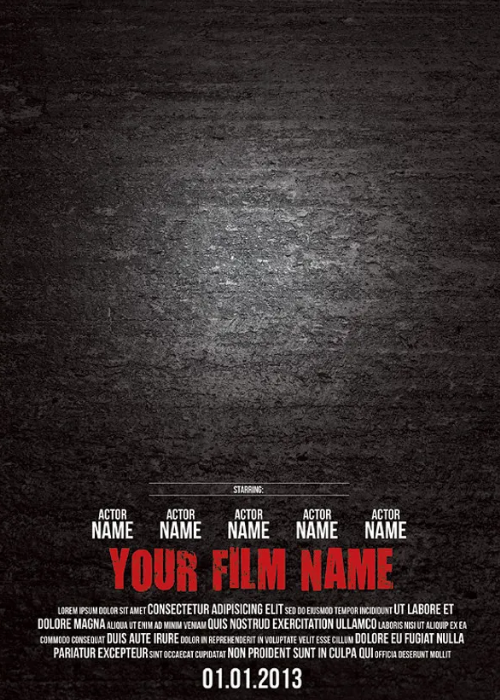 STARRING:
ACTOR ACTOR ACTOR ACTOR ACTOR
NAME NAME NAME NAME NAME
YOUR FILM NAME
LOREM IPSUM DOLOR SIT AMET CONSECTETUR ADIPISICING ELIT SED DO EIUSMOD TEMPOR INCIDIDUNT UT LABORE ET
DOLORE MAGNA ALIQUA UT ENIM AD MINIM VENIAM QUIS NOSTRUD EXERCITATION ULLAMCO LABORIS NISI UT ALIQUIP EX EA
COMMODO CONSEQUAT DUIS AUTE IRURE DOLOR IN REPREHENDERIT IN VOLUPTATE VELIT ESSE CILLUM DOLORE EU FUGIAT NULLA
PARIATUR EXCEPTEUR SINT OCCAECAT CUPIDATAT NON PROIDENT SUNT IN CULPA QUI OFFICIA DESERUNT MOLLIT
01.01.2013